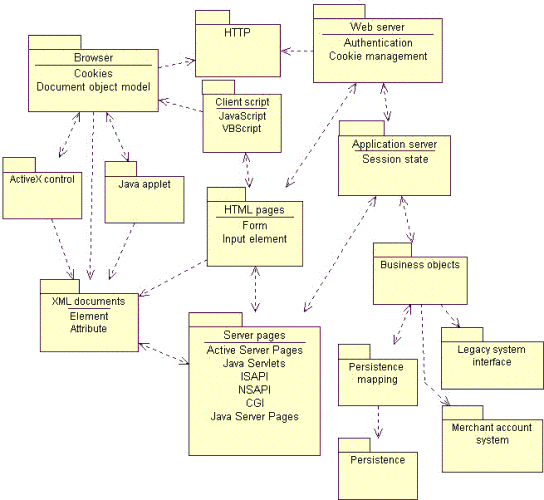 Web server
Authentication
Cookie management
HTTP
Browser
Cookies
Document object model
Client script
JavaScript
VBScript
Application server
Session state
ActiveX control
Java applet
HTML pages
Form
Input element
Business objects
XML documents
Element
Attribute
Server pages
Active Server Pages
Java Servlets
ISAPI
NSAPI
CGI
Java Server Pages
Legacy system
interface
Persistence
mapping
Merchant account
system
Persistence